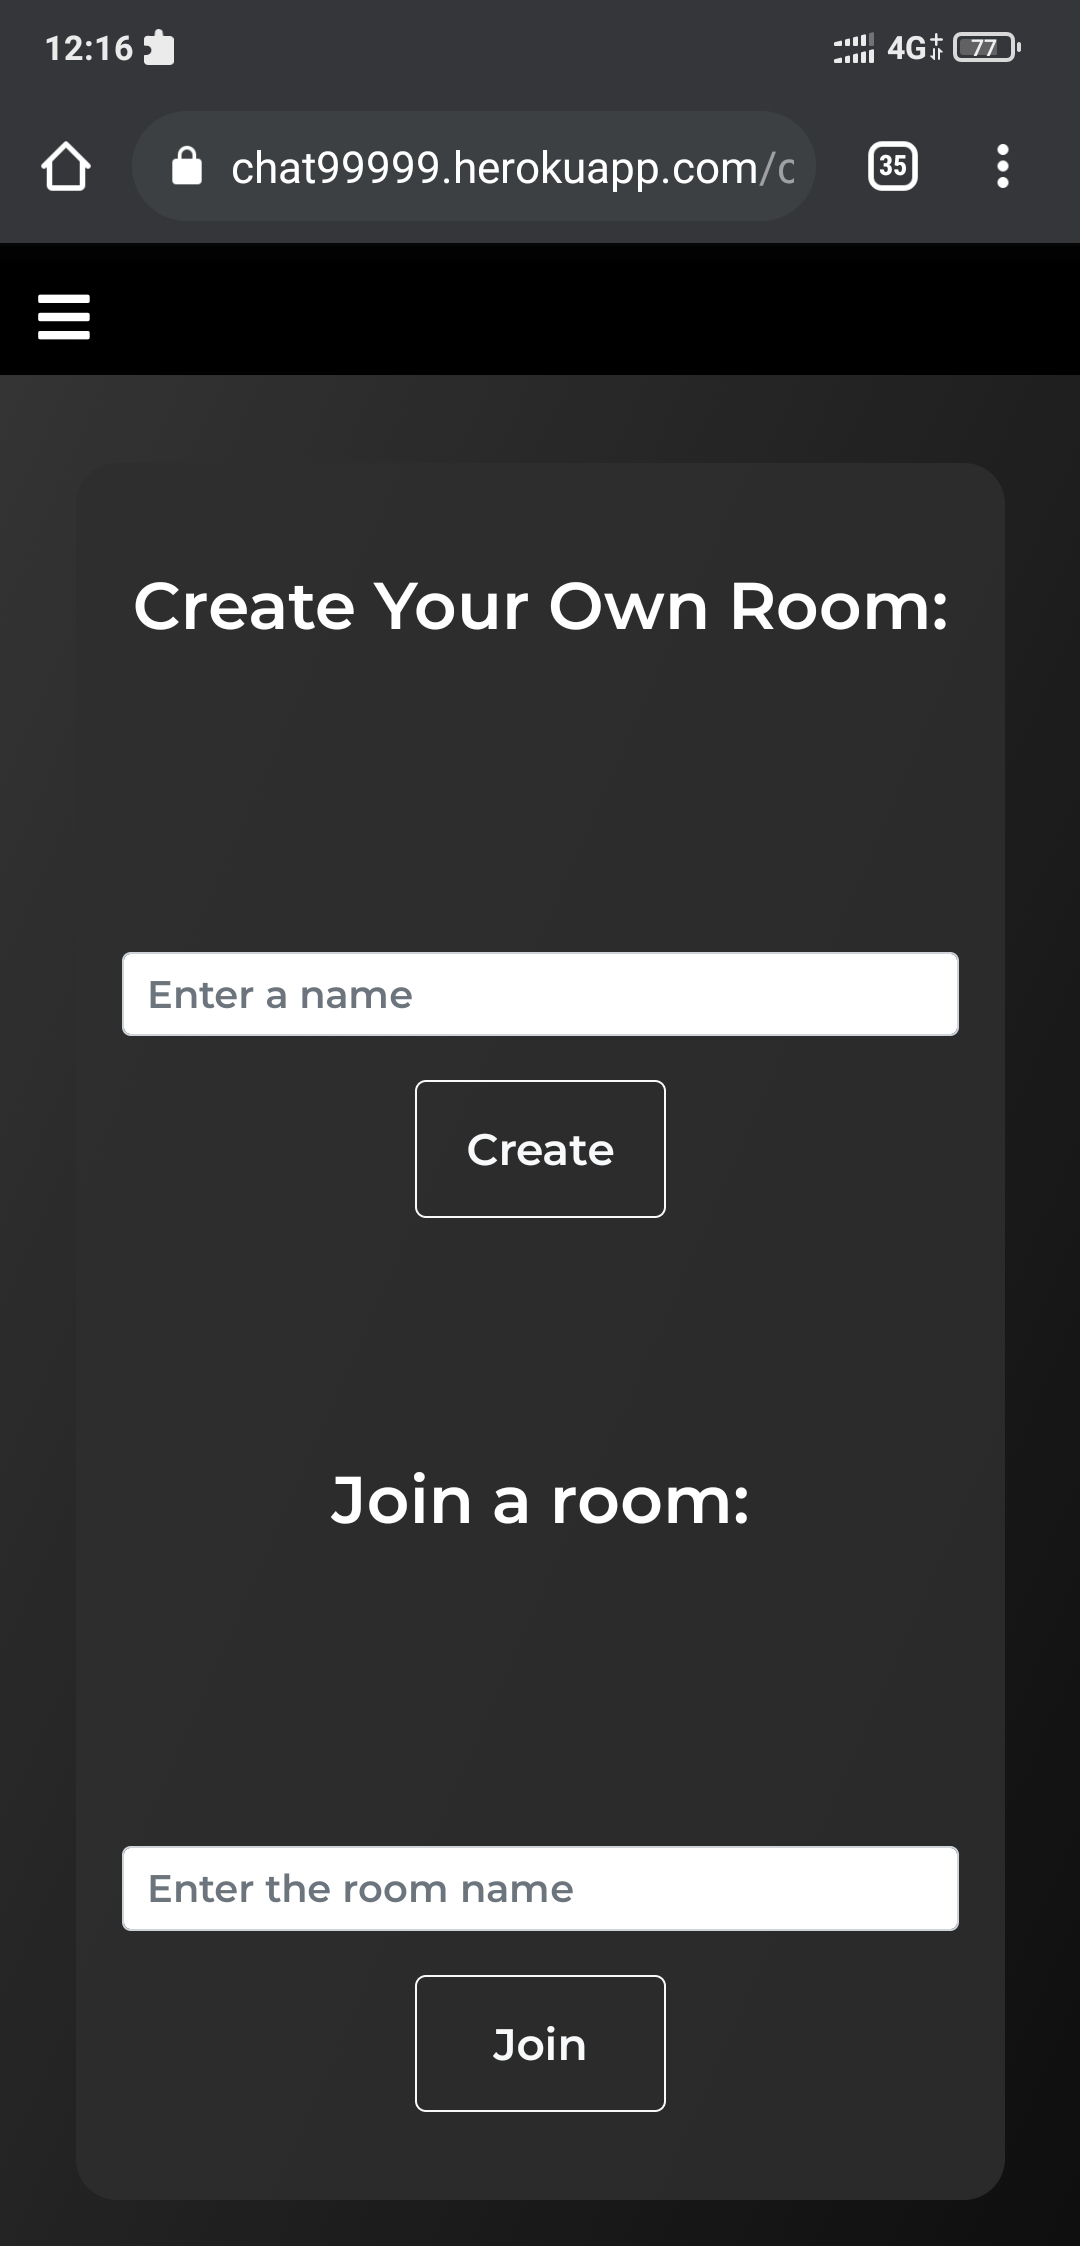 12:16 4G 77
chat99999.herokuapp.com/c
35
Create Your Own Room:
Enter a name
Create
Join a room:
Enter the room name
Join